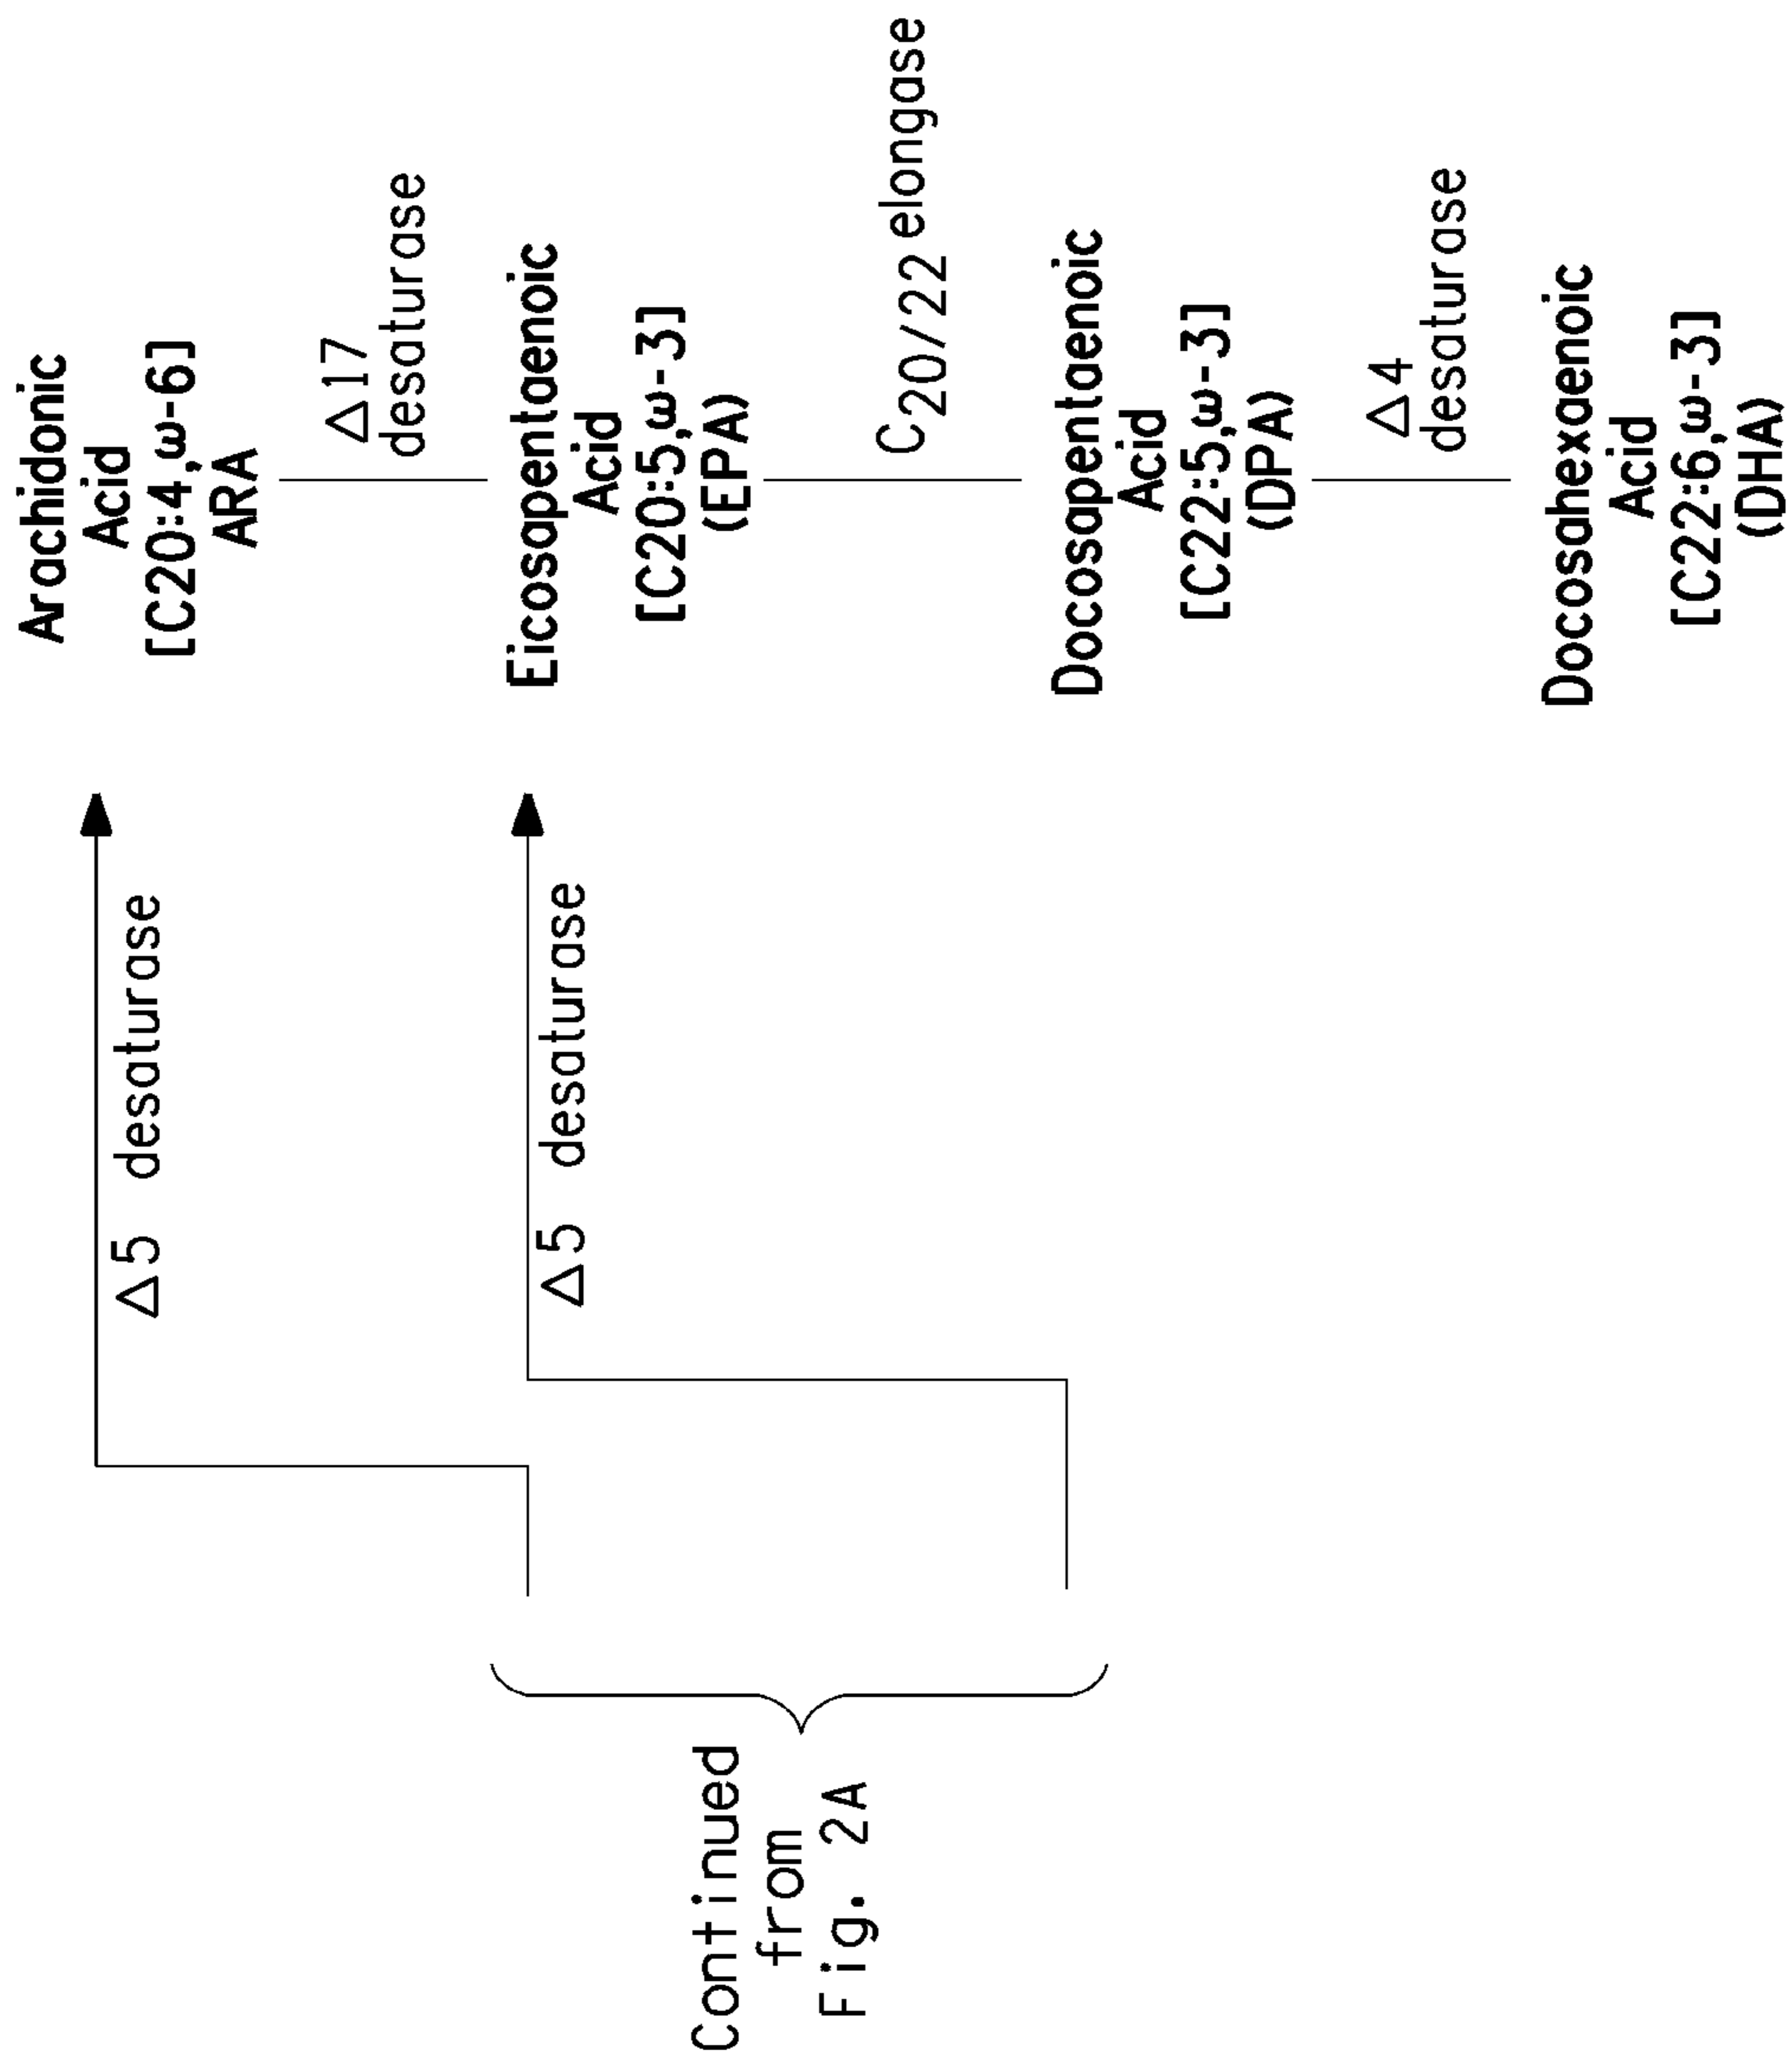 Arachidonic
Acid
[C20:4,ω-6]
ARA
Δ5 desaturase
Δ17
desaturase
Eicosapentaenoic
Acid
[C20:5,ω-3]
(EPA)
Δ5 desaturase
Continued
from
Fig. 2A
C20/22 elongase
Docosapentaenoic
Acid
[C22:5,ω-3]
(DPA)
Δ4
desaturase
Docosahexaenoic
Acid
[C22:6,ω-3]
(DHA)